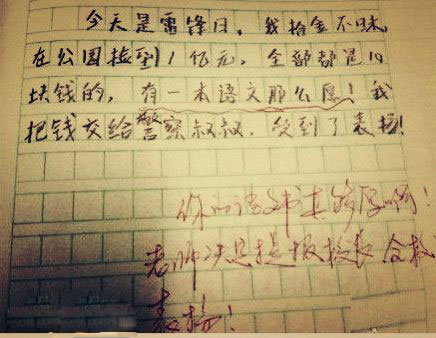 今天是雷锋日，我拾金不昧，
在公园捡到1亿元，全部都是10
块钱的，有一本语文那么厚！我
把钱交给警察叔叔，受到了表扬！
你的语文书真够厚啊！
老师决定提报校长 全校
表扬！